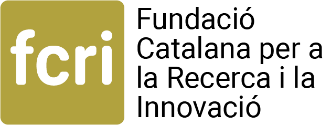 fcri
Fundació
Catalana per a
la Recerca i la
Innovació